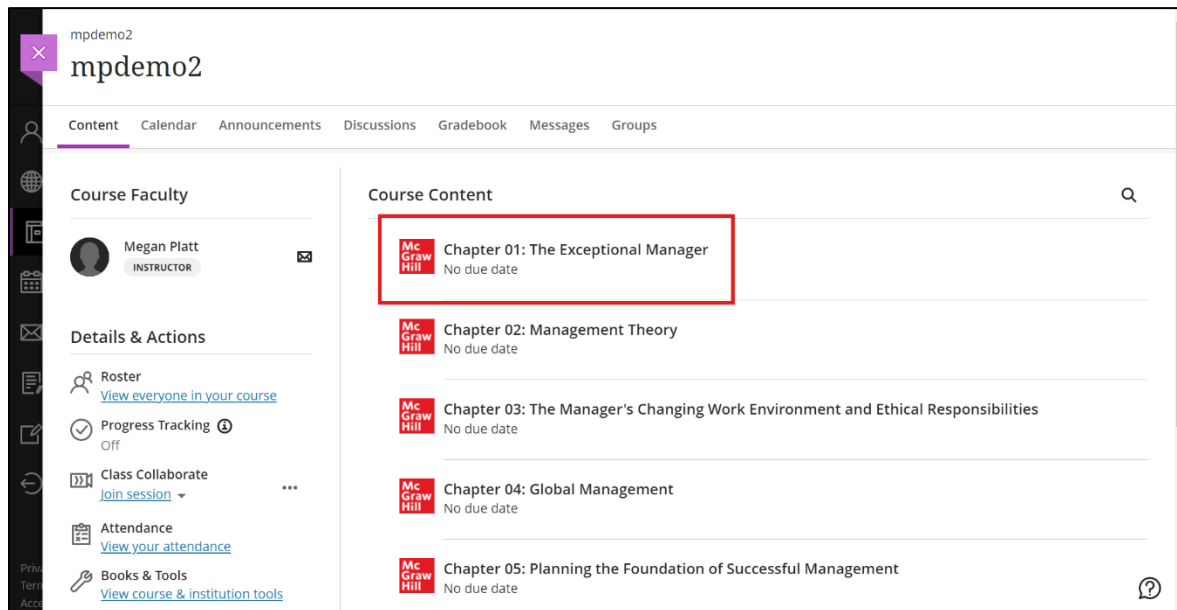 mpdemo2
mpdemo2
Content Calendar Announcements Discussions Gradebook Messages Groups
Course Faculty
Megan Platt
INSTRUCTOR
Details & Actions
Roster
View everyone in your course
Progress Tracking
Off
Class Collaborate
Join session
Attendance
View your attendance
Books & Tools
View course & institution tools
Course Content
Mc
Graw
Hill
Chapter 01: The Exceptional Manager
No due date
Mc
Graw
Hill
Chapter 02: Management Theory
No due date
Mc
Graw
Hill
Chapter 03: The Manager's Changing Work Environment and Ethical Responsibilities
No due date
Mc
Graw
Hill
Chapter 04: Global Management
No due date
Mc
Graw
Hill
Chapter 05: Planning the Foundation of Successful Management
No due date